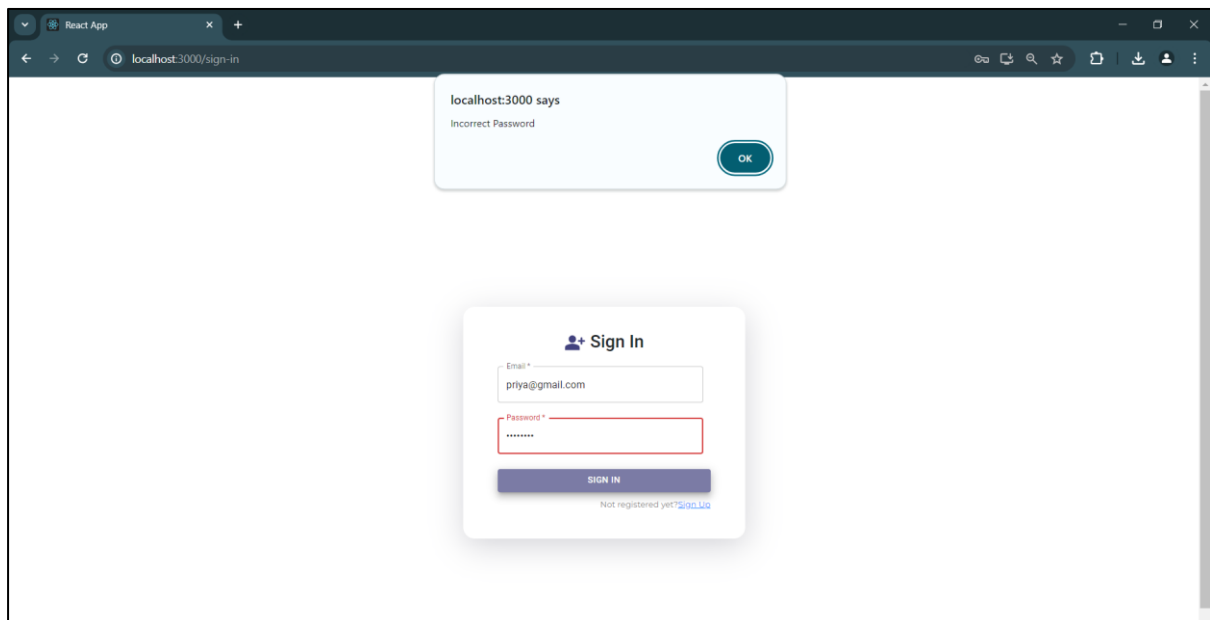 React App
localhost:3000/sign-in
localhost:3000 says
Incorrect Password
OK
Sign In
Email *
priya@gmail.com
Password *
••••••••
SIGN IN
Not registered yet?Sign Up